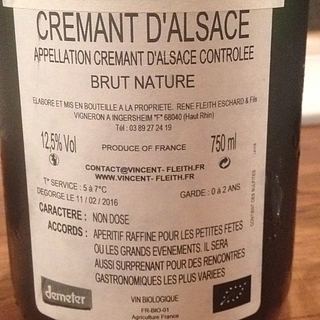 CREMANT D'ALSACE
APPELLATION CREMANT D'ALSACE CONTROLEE
BRUT NATURE
ELABORE ET MIS EN BOUTEILLE A LA PROPRIETE. RENE FLEITH ESCHARD & Fils
VIGNERON A INGERSHEIM "F" 68040 (Haut Rhin)
Tél : 03 89 27 24 19
12,5% Vol PRODUCE OF FRANCE 750 ml
CONTACT@VINCENT-FLEITH.FR
WWW.VINCENT- FLEITH.FR
T° SERVICE : 5 à 7°C GARDE : 0 à 2 ANS
DEGORGE LE 11 / 02 / 2016
CARACTERE : NON DOSE
ACCORDS : APERITIF RAFFINE POUR LES PETITES FETES
OU LES GRANDS EVENEMENTS. IL SERA
AUSSI SURPRENANT POUR DES RENCONTRES
GASTRONOMIQUES LES PLUS VARIEES
CONTIENT DES SULFITES
demeter
VIN BIOLOGIQUE
FR-BIO-01
Agriculture France